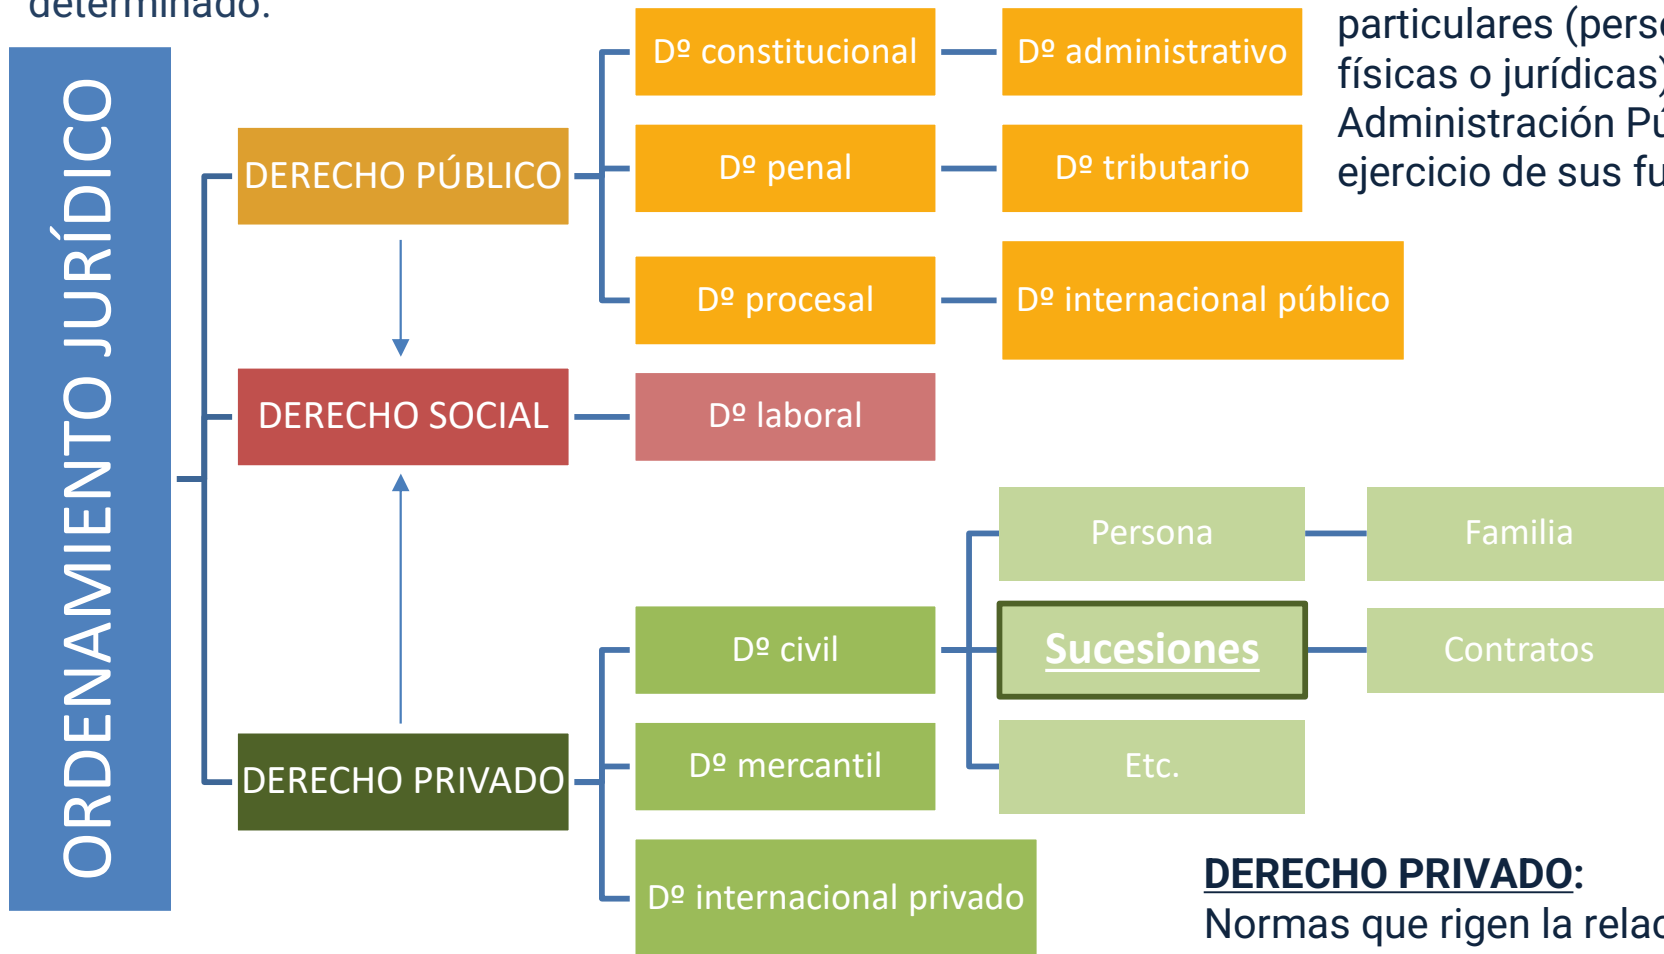 determinado.
particulares (pers
físicas o jurídicas)
Administración Pú
ejercicio de sus fu
ORDENAMIENTO JURÍDICO
DERECHO PÚBLICO
Dº constitucional
Dº administrativo
Dº penal
Dº tributario
Dº procesal
Dº internacional público
DERECHO SOCIAL
Dº laboral
DERECHO PRIVADO
Dº civil
Persona
Familia
Sucesiones
Contratos
Etc.
Dº mercantil
Dº internacional privado
DERECHO PRIVADO:
Normas que rigen la relac